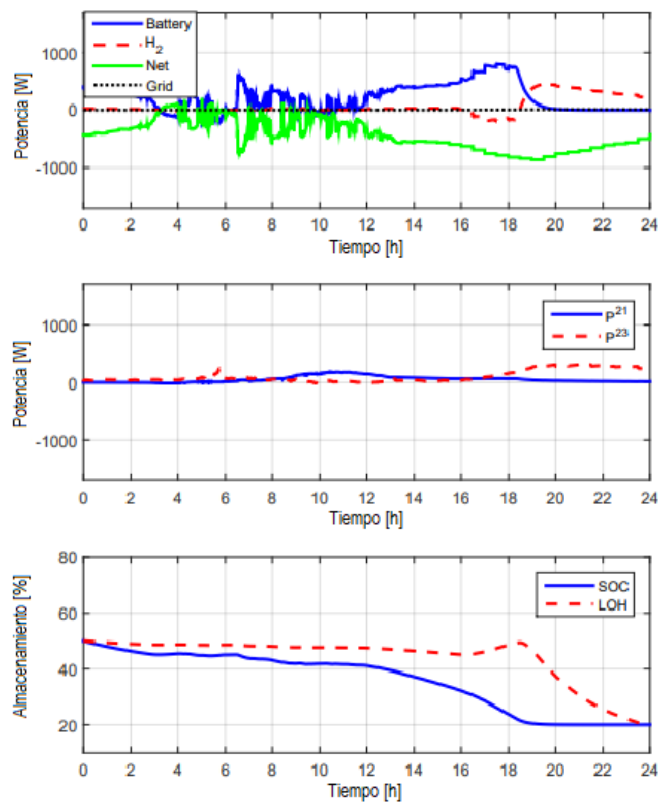 Battery
H2
Net
Grid
Potencia [W]
1000
0
-1000
0 2 4 6 8 10 12 14 16 18 20 22 24
Tiempo [h]
P21
P23
Potencia [W]
1000
0
-1000
0 2 4 6 8 10 12 14 16 18 20 22 24
Tiempo [h]
SOC
LOH
Almacenamiento [%]
80
60
40
20
0 2 4 6 8 10 12 14 16 18 20 22 24
Tiempo [h]